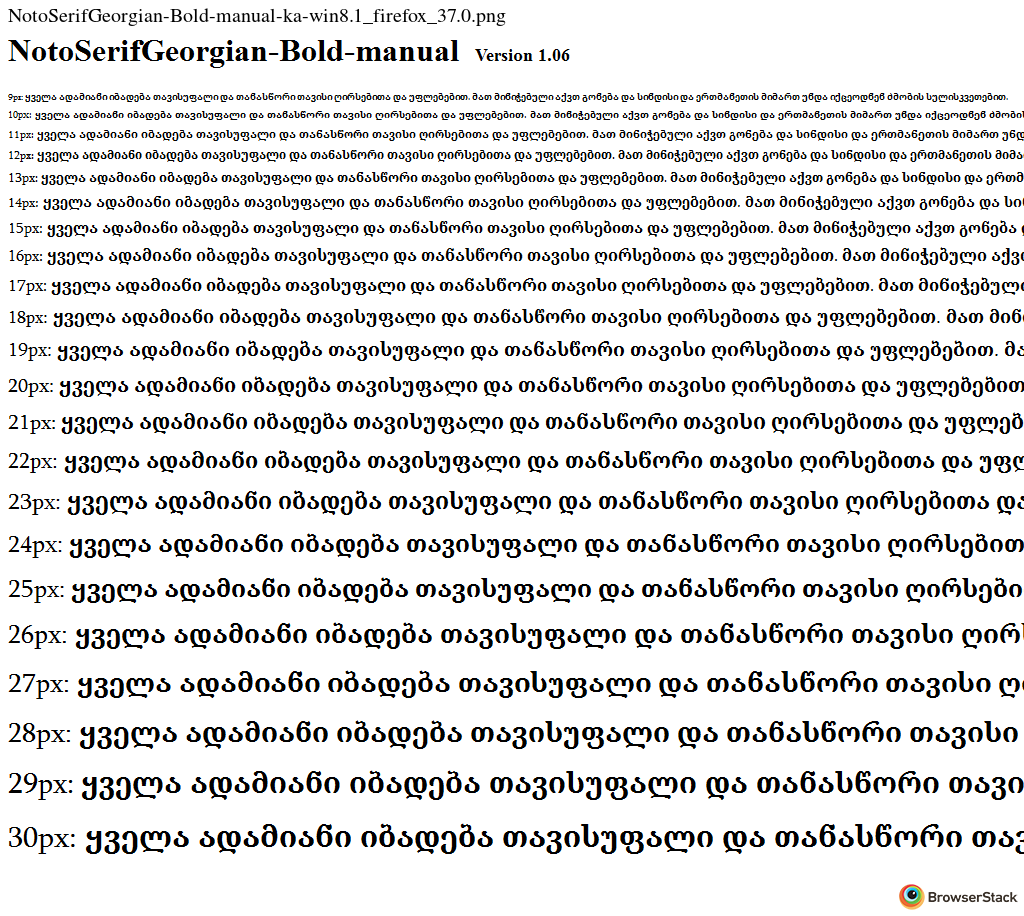 NotoSerifGeorgian-Bold-manual-ka-win8.1_firefox_37.0.png
NotoSerifGeorgian-Bold-manual Version 1.06
9px: ყველა ადამიანი იბადება თავისუფალი და თანასწორი თავისი ღირსებითა და უფლებებით. მათ მინიჭებული აქვთ გონება და სინდისი და ერთმანეთის მიმართ უნდა იქცეოდნენ ძმობის სულისკვეთებით.
10px: ყველა ადამიანი იბადება თავისუფალი და თანასწორი თავისი ღირსებითა და უფლებებით. მათ მინიჭებული აქვთ გონება და სინდისი და ერთმანეთის მიმართ უნდა იქცეოდნენ ძმობის
11px: ყველა ადამიანი იბადება თავისუფალი და თანასწორი თავისი ღირსებითა და უფლებებით. მათ მინიჭებული აქვთ გონება და სინდისი და ერთმანეთის მიმართ უნდ
12px: ყველა ადამიანი იბადება თავისუფალი და თანასწორი თავისი ღირსებითა და უფლებებით. მათ მინიჭებული აქვთ გონება და სინდისი და ერთმანეთის მიმა
13px: ყველა ადამიანი იბადება თავისუფალი და თანასწორი თავისი ღირსებითა და უფლებებით. მათ მინიჭებული აქვთ გონება და სინდისი და ერთმ
14px: ყველა ადამიანი იბადება თავისუფალი და თანასწორი თავისი ღირსებითა და უფლებებით. მათ მინიჭებული აქვთ გონება და სი
15px: ყველა ადამიანი იბადება თავისუფალი და თანასწორი თავისი ღირსებითა და უფლებებით. მათ მინიჭებული აქვთ გონება
16px: ყველა ადამიანი იბადება თავისუფალი და თანასწორი თავისი ღირსებითა და უფლებებით. მათ მინიჭებული აქვ
17px: ყველა ადამიანი იბადება თავისუფალი და თანასწორი თავისი ღირსებითა და უფლებებით. მათ მინიჭებული
18px: ყველა ადამიანი იბადება თავისუფალი და თანასწორი თავისი ღირსებითა და უფლებებით. მათ მინ
19px: ყველა ადამიანი იბადება თავისუფალი და თანასწორი თავისი ღირსებითა და უფლებებით. მა
20px: ყველა ადამიანი იბადება თავისუფალი და თანასწორი თავისი ღირსებითა და უფლებებით
21px: ყველა ადამიანი იბადება თავისუფალი და თანასწორი თავისი ღირსებითა და უფლებ
22px: ყველა ადამიანი იბადება თავისუფალი და თანასწორი თავისი ღირსებითა და უფლ
23px: ყველა ადამიანი იბადება თავისუფალი და თანასწორი თავისი ღირსებითა და
24px: ყველა ადამიანი იბადება თავისუფალი და თანასწორი თავისი ღირსებით
25px: ყველა ადამიანი იბადება თავისუფალი და თანასწორი თავისი ღირსები
26px: ყველა ადამიანი იბადება თავისუფალი და თანასწორი თავისი ღირ
27px: ყველა ადამიანი იბადება თავისუფალი და თანასწორი თავისი ღ
28px: ყველა ადამიანი იბადება თავისუფალი და თანასწორი თავისი
29px: ყველა ადამიანი იბადება თავისუფალი და თანასწორი თავი
30px: ყველა ადამიანი იბადება თავისუფალი და თანასწორი თავ
BrowserStack